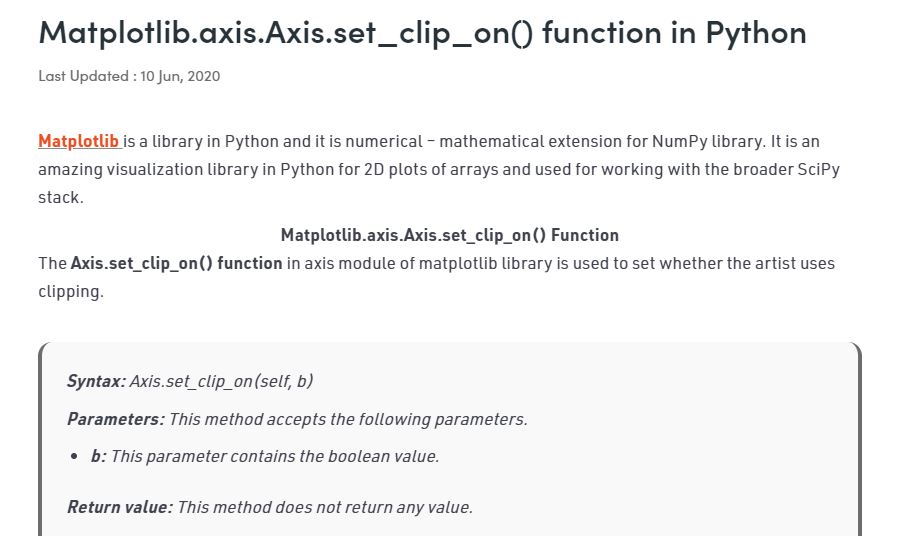 Matplotlib.axis.Axis.set_clip_on() function in Python
Last Updated : 10 Jun, 2020
Matplotlib is a library in Python and it is numerical – mathematical extension for NumPy library. It is an
amazing visualization library in Python for 2D plots of arrays and used for working with the broader SciPy
stack.
Matplotlib.axis.Axis.set_clip_on() Function
The Axis.set_clip_on() function in axis module of matplotlib library is used to set whether the artist uses
clipping.
Syntax: Axis.set_clip_on(self, b)
Parameters: This method accepts the following parameters.
• b: This parameter contains the boolean value.
Return value: This method does not return any value.